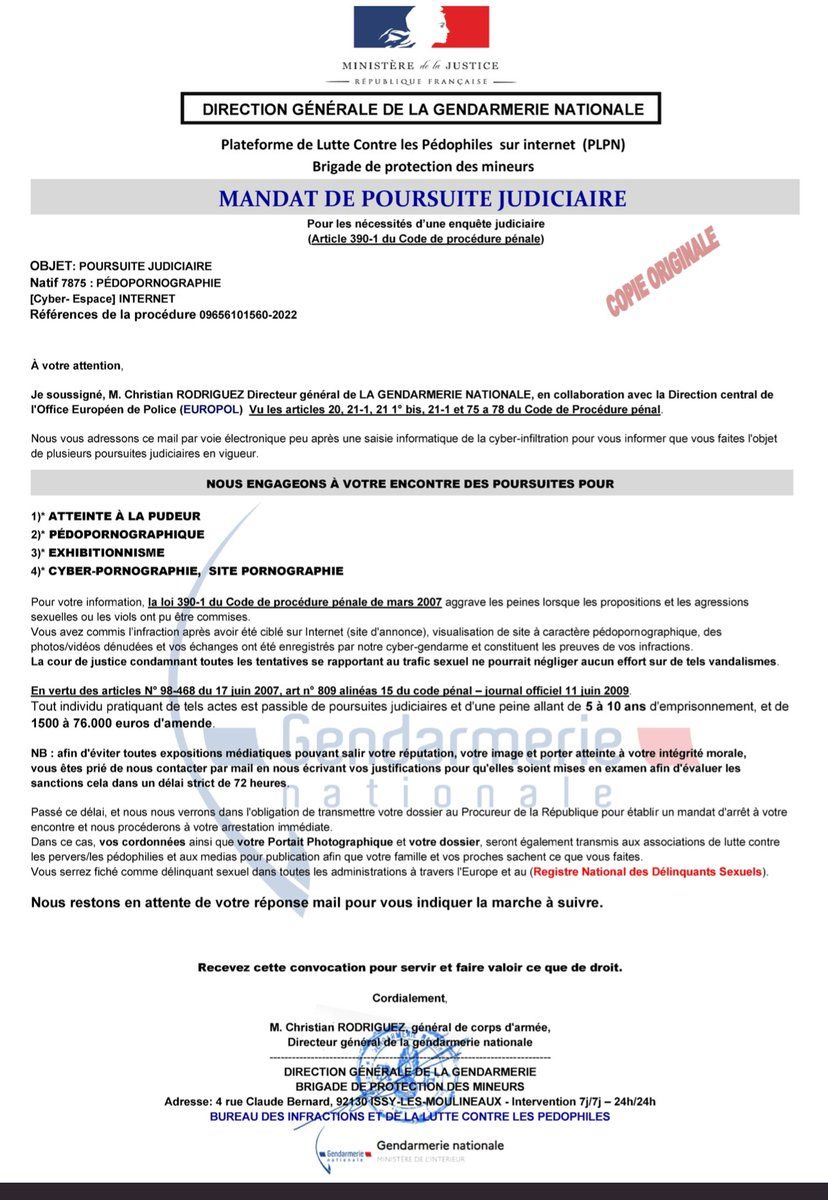 MINISTÈRE de la JUSTICE
RÉPUBLIQUE FRANÇAISE
DIRECTION GÉNÉRALE DE LA GENDARMERIE NATIONALE
Plateforme de Lutte Contre les Pédophiles sur internet (PLPN)
Brigade de protection des mineurs
MANDAT DE POURSUITE JUDICIAIRE
Pour les nécessités d'une enquête judiciaire
(Article 390-1 du Code de procédure pénale)
COPIE ORIGINALE
OBJET: POURSUITE JUDICIAIRE
Natif 7875 : PÉDOPORNOGRAPHIE
[Cyber- Espace] INTERNET
Références de la procédure 09656101560-2022
À votre attention,
Je soussigné, M. Christian RODRIGUEZ Directeur général de LA GENDARMERIE NATIONALE, en collaboration avec la Direction central de
l'Office Européen de Police (EUROPOL) Vu les articles 20, 21-1, 21 1° bis, 21-1 et 75 a 78 du Code de Procédure pénal.
Nous vous adressons ce mail par voie électronique peu après une saisie informatique de la cyber-infiltration pour vous informer que vous faites l'objet
de plusieurs poursuites judiciaires en vigueur.
NOUS ENGAGEONS À VOTRE ENCONTRE DES POURSUITES POUR
1)* ATTEINTE À LA PUDEUR
2)* PÉDOPORNOGRAPHIQUE
3)* EXHIBITIONNISME
4)* CYBER-PORNOGRAPHIE, SITE PORNOGRAPHIE
Pour votre information, la loi 390-1 du Code de procédure pénale de mars 2007 aggrave les peines lorsque les propositions et les agressions
sexuelles ou les viols ont pu être commises.
Vous avez commis l'infraction après avoir été ciblé sur Internet (site d'annonce), visualisation de site à caractère pédopornographique, des
photos/vidéos dénudées et vos échanges ont été enregistrés par notre cyber-gendarme et constituent les preuves de vos infractions.
La cour de justice condamnant toutes les tentatives se rapportant au trafic sexuel ne pourrait négliger aucun effort sur de tels vandalismes.
En vertu des articles N° 98-468 du 17 juin 2007, art n° 809 alinéas 15 du code pénal – journal officiel 11 juin 2009.
Tout individu pratiquant de tels actes est passible de poursuites judiciaires et d'une peine allant de 5 à 10 ans d'emprisonnement, et de
1500 à 76.000 euros d'amende.
Gendarmerie
nationale
NB : afin d'éviter toutes expositions médiatiques pouvant salir votre réputation, votre image et porter atteinte à votre intégrité morale,
vous êtes prié de nous contacter par mail en nous écrivant vos justifications pour qu'elles soient mises en examen afin d'évaluer les
sanctions cela dans un délai strict de 72 heures.
Passé ce délai, et nous nous verrons dans l'obligation de transmettre votre dossier au Procureur de la République pour établir un mandat d'arrêt à votre
encontre et nous procéderons à votre arrestation immédiate.
Dans ce cas, vos cordonnées ainsi que votre Portait Photographique et votre dossier, seront également transmis aux associations de lutte contre
les pervers/les pédophilies et aux medias pour publication afin que votre famille et vos proches sachent ce que vous faites.
Vous serrez fiché comme délinquant sexuel dans toutes les administrations à travers l'Europe et au (Registre National des Délinquants Sexuels).
Nous restons en attente de votre réponse mail pour vous indiquer la marche à suivre.
Recevez cette convocation pour servir et faire valoir ce que de droit.
Cordialement,
M. Christian RODRIGUEZ, général de corps d'armée,
Directeur général de la gendarmerie nationale
DIRECTION GÉNÉRALE DE LA GENDARMERIE
BRIGADE DE PROTECTION DES MINEURS
Adresse: 4 rue Claude Bernard, 92130 ISSY-LES-MOULINEAUX - Intervention 7j/7j – 24h/24h
BUREAU DES INFRACTIONS ET DE LA LUTTE CONTRE LES PEDOPHILES
Gendarmerie
nationale
Gendarmerie nationale
MINISTÈRE DE L'INTÉRIEUR